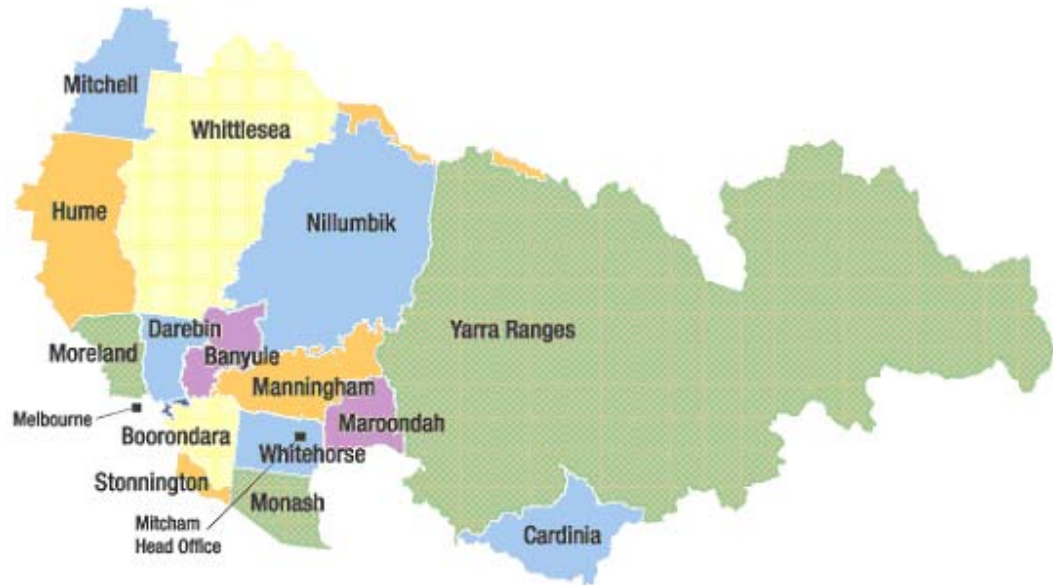 Mitchell
Whittlesea
Hume
Nillumbik
Darebin
Yarra Ranges
Moreland
Banyule
Manningham
Melbourne
Maroondah
Boorondara
Whitehorse
Stonnington
Monash
Mitcham
Head Office
Cardinia